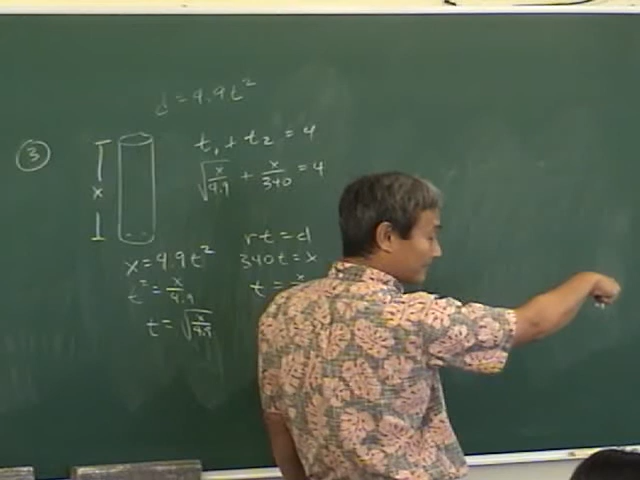 d = 4.9t²
3
t₁ + t₂ = 4
√(x/4.9) + x/340 = 4
x
x = 4.9t²
t² = x/4.9
t = √(x/4.9)
rt = d
340t = x
t = x